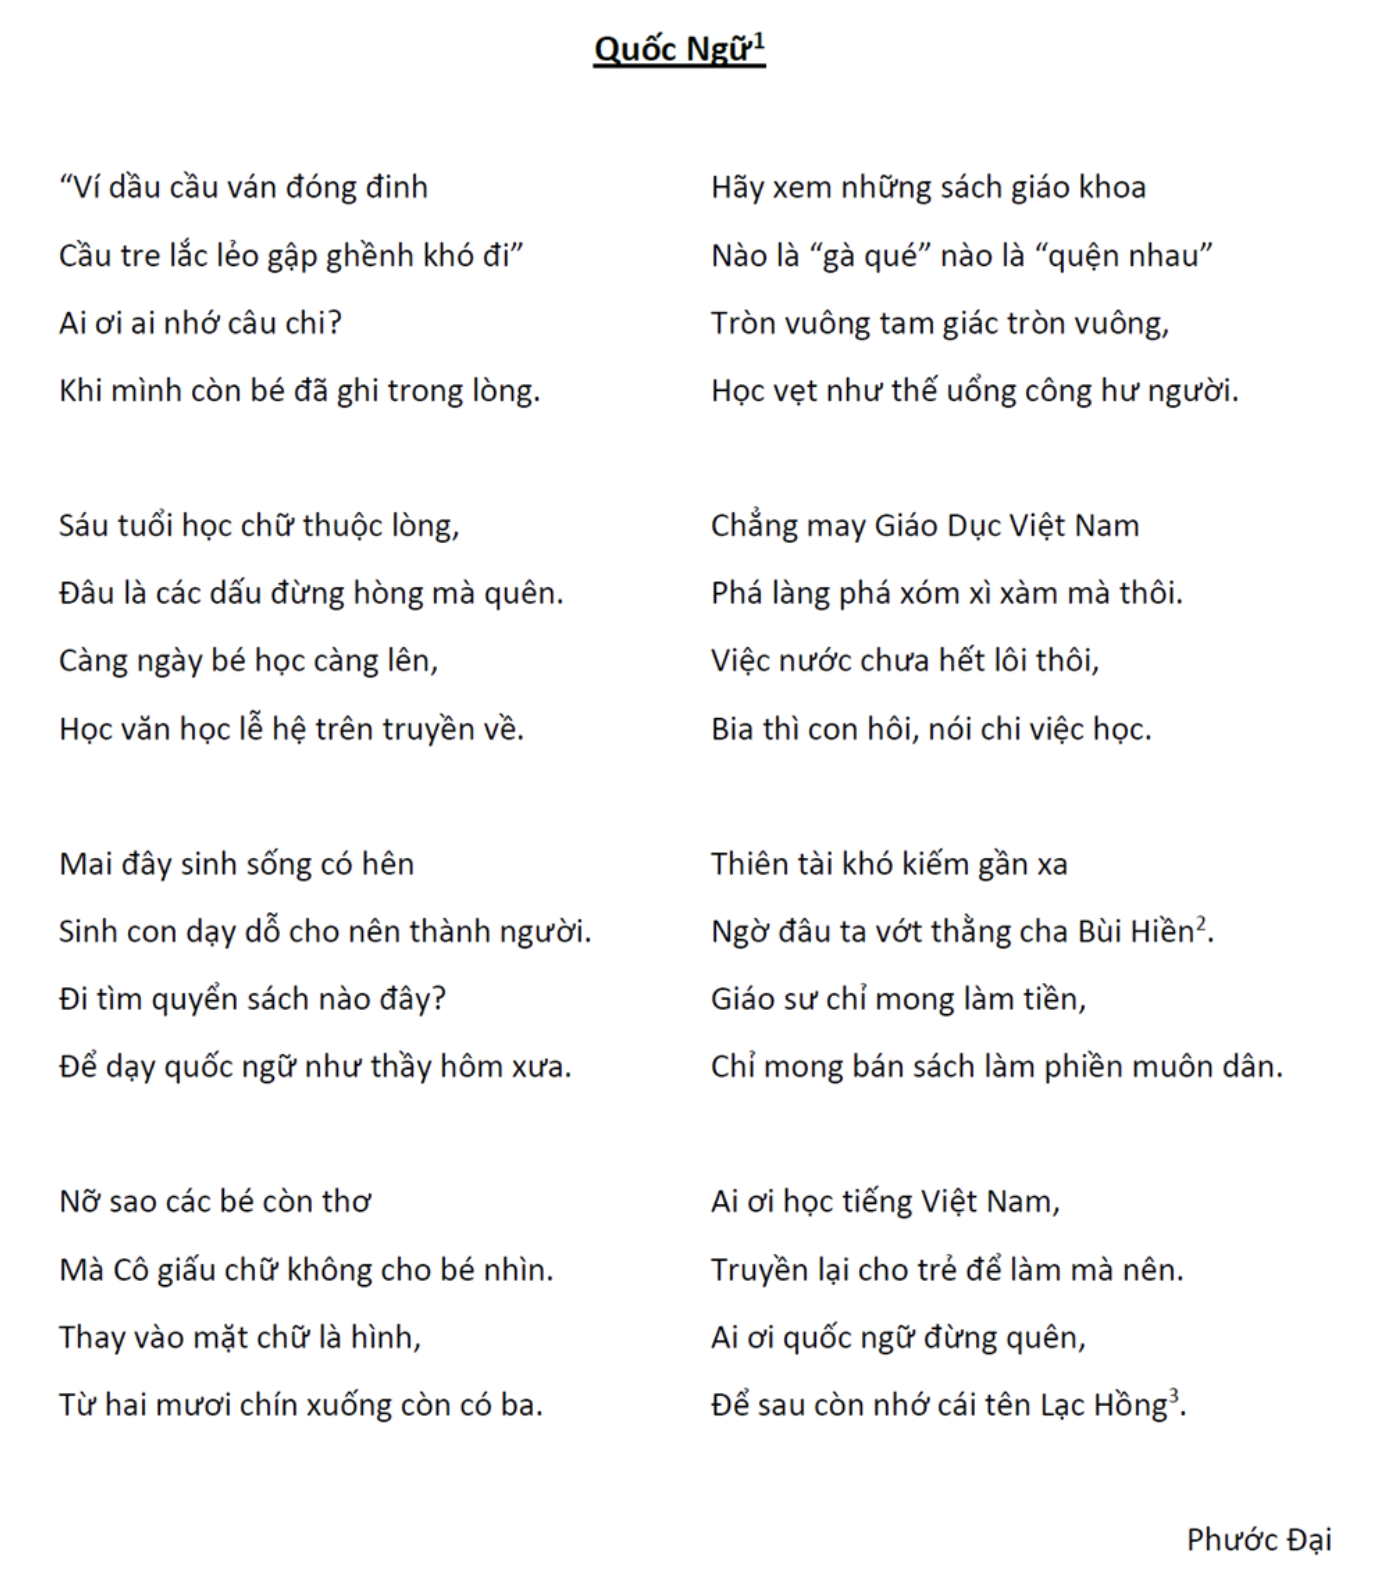 Quốc Ngữ¹
“Ví dầu cầu ván đóng đinh
Cầu tre lắc lẻo gập ghềnh khó đi”
Ai ơi ai nhớ câu chi?
Khi mình còn bé đã ghi trong lòng.
Sáu tuổi học chữ thuộc lòng,
Đâu là các dấu đừng hòng mà quên.
Càng ngày bé học càng lên,
Học văn học lễ hệ trên truyền về.
Mai đây sinh sống có hên
Sinh con dạy dỗ cho nên thành người.
Đi tìm quyển sách nào đây?
Để dạy quốc ngữ như thầy hôm xưa.
Nỡ sao các bé còn thơ
Mà Cô giấu chữ không cho bé nhìn.
Thay vào mặt chữ là hình,
Từ hai mươi chín xuống còn có ba.
Hãy xem những sách giáo khoa
Nào là “gà qué” nào là “quện nhau”
Tròn vuông tam giác tròn vuông,
Học vẹt như thế uổng công hư người.
Chẳng may Giáo Dục Việt Nam
Phá làng phá xóm xì xàm mà thôi.
Việc nước chưa hết lôi thôi,
Bia thì con hôi, nói chi việc học.
Thiên tài khó kiếm gần xa
Ngờ đâu ta vớt thằng cha Bùi Hiền².
Giáo sư chỉ mong làm tiền,
Chỉ mong bán sách làm phiền muôn dân.
Ai ơi học tiếng Việt Nam,
Truyền lại cho trẻ để làm mà nên.
Ai ơi quốc ngữ đừng quên,
Để sau còn nhớ cái tên Lạc Hồng³.
Phước Đại